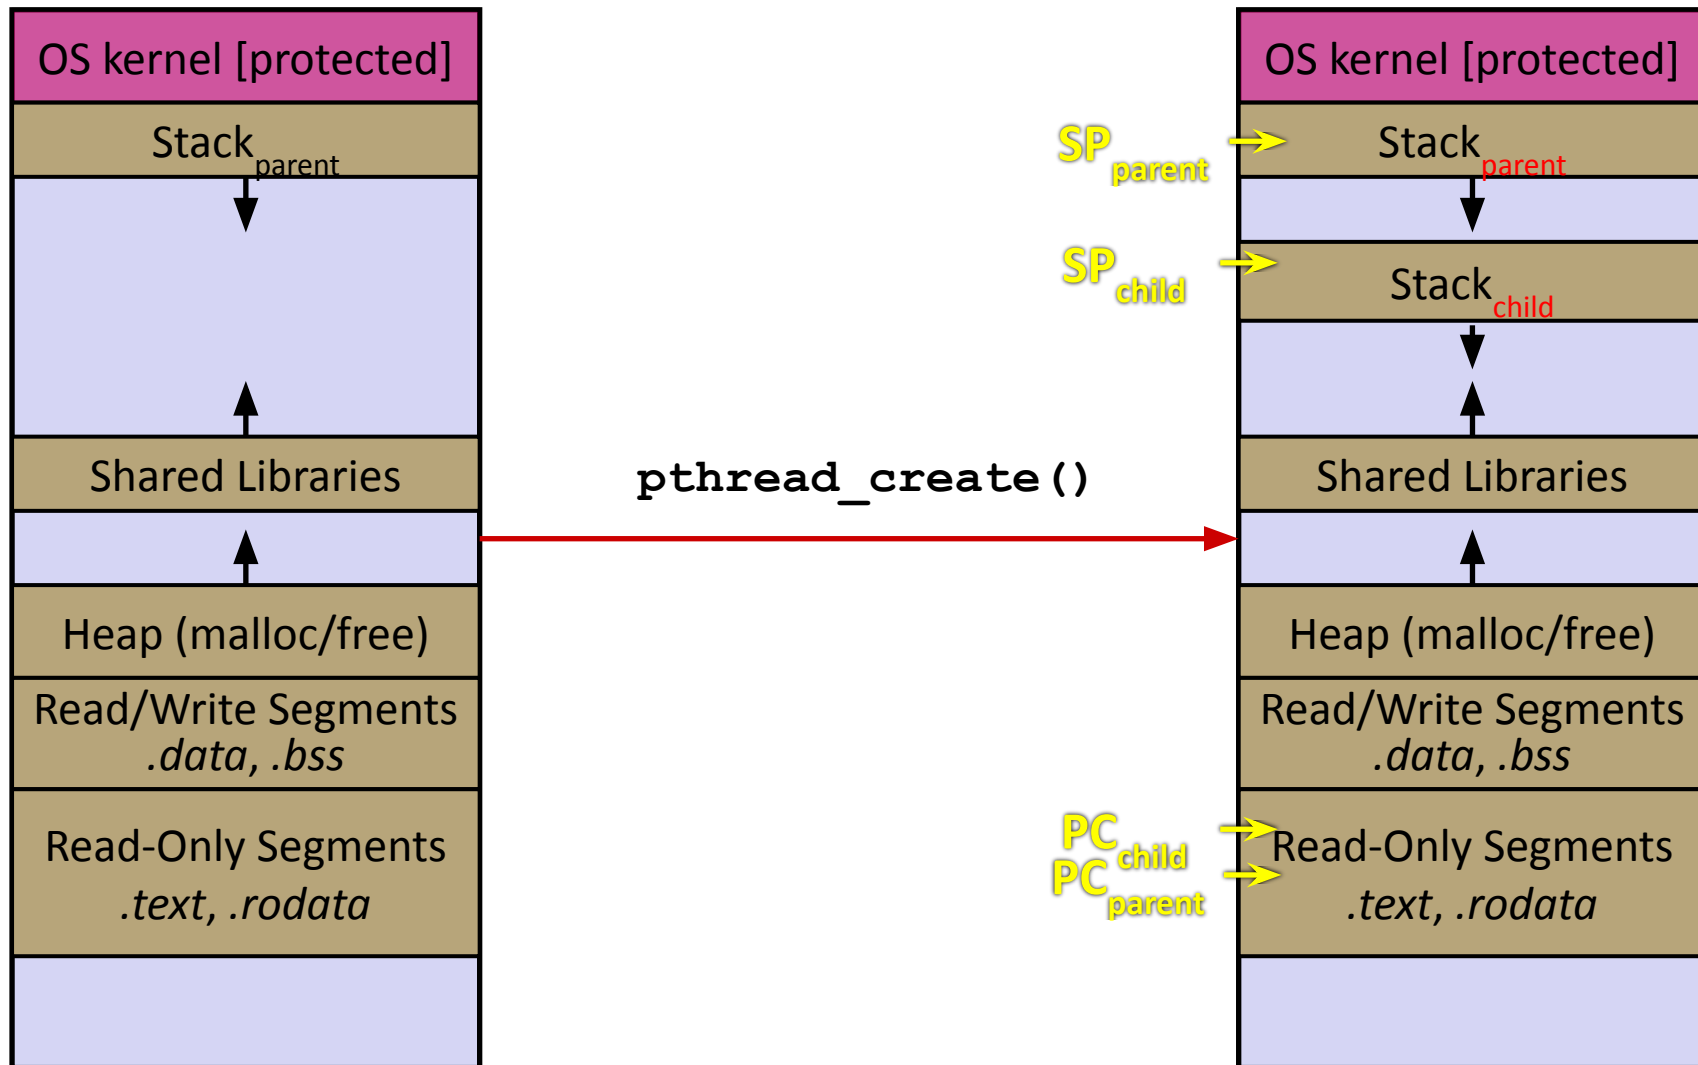 OS kernel [protected]
Stack parent
Shared Libraries
Heap (malloc/free)
Read/Write Segments
.data, .bss
Read-Only Segments
.text, .rodata
pthread_create()
SP parent
SP child
PC child
PC parent
OS kernel [protected]
Stack parent
Stack child
Shared Libraries
Heap (malloc/free)
Read/Write Segments
.data, .bss
Read-Only Segments
.text, .rodata